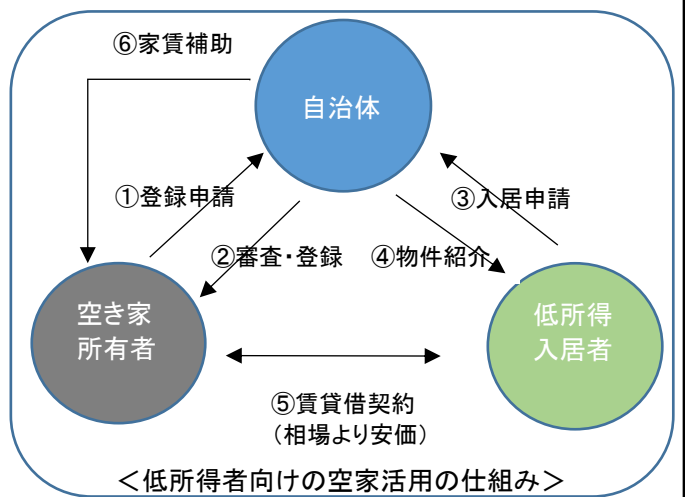 ⑥家賃補助
自治体
①登録申請
③入居申請
②審査・登録
④物件紹介
空き家
所有者
低所得
入居者
⑤賃貸借契約
（相場より安価）
＜低所得者向けの空家活用の仕組み＞